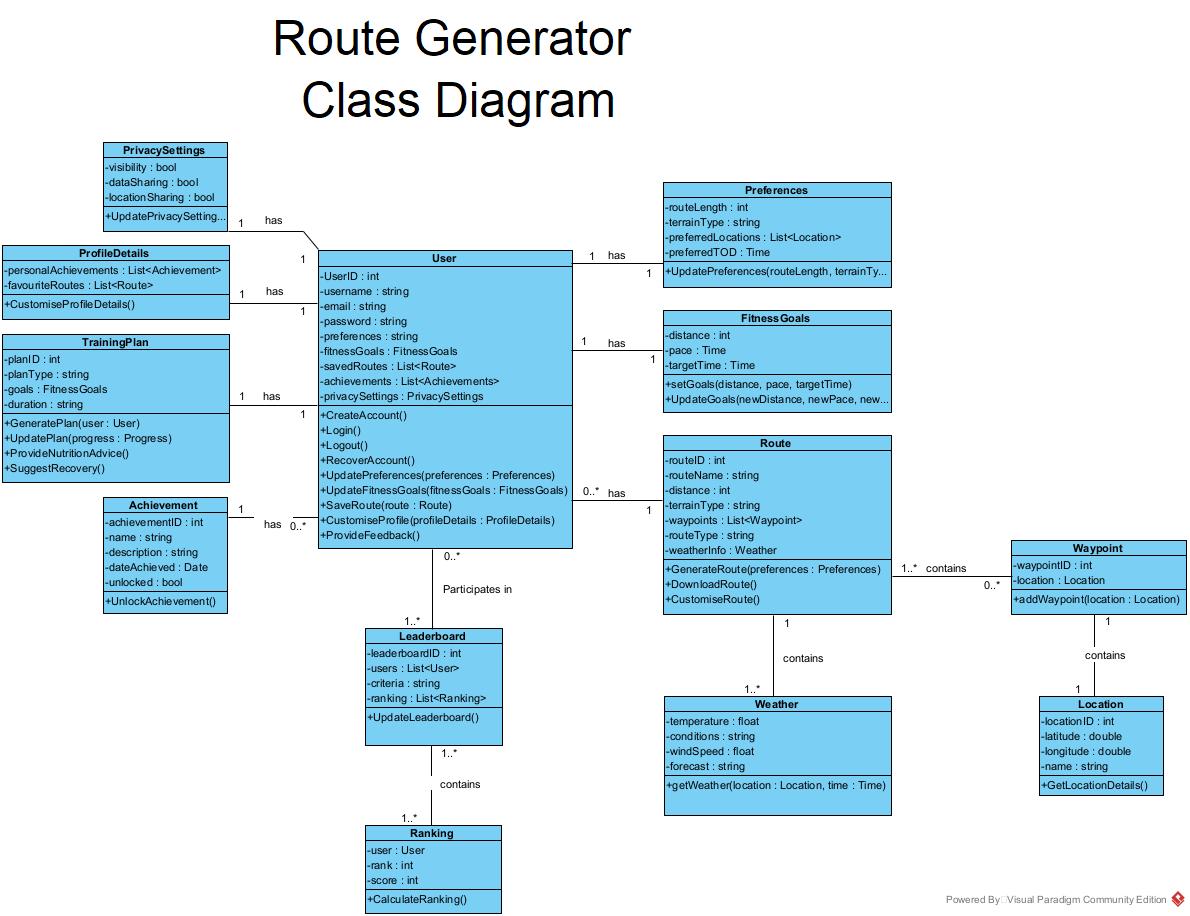 Route Generator
Class Diagram
PrivacySettings
-visibility : bool
-dataSharing : bool
-locationSharing : bool
+UpdatePrivacySetting...
1
has
1
ProfileDetails
-personalAchievements : List<Achievement>
-favouriteRoutes : List<Route>
+CustomiseProfileDetails()
1
has
1
TrainingPlan
-planID : int
-planType : string
-goals : FitnessGoals
-duration : string
+GeneratePlan(user : User)
+UpdatePlan(progress : Progress)
+ProvideNutritionAdvice()
+SuggestRecovery()
1
has
1
Achievement
-achievementID : int
-name : string
-description : string
-dateAchieved : Date
-unlocked : bool
+UnlockAchievement()
1
has
0..*
User
-UserID : int
-username : string
-email : string
-password : string
-preferences : string
-fitnessGoals : FitnessGoals
-savedRoutes : List<Route>
-achievements : List<Achievements>
-privacySettings : PrivacySettings
+CreateAccount()
+Login()
+Logout()
+RecoverAccount()
+UpdatePreferences(preferences : Preferences)
+UpdateFitnessGoals(fitnessGoals : FitnessGoals)
+SaveRoute(route : Route)
+CustomiseProfile(profileDetails : ProfileDetails)
+ProvideFeedback()
0..*
Participates in
1..*
Leaderboard
-leaderboardID : int
-users : List<User>
-criteria : string
-ranking : List<Ranking>
+UpdateLeaderboard()
1..*
contains
1..*
Ranking
-user : User
-rank : int
-score : int
+CalculateRanking()
1
has
1
Preferences
-routeLength : int
-terrainType : string
-preferredLocations : List<Location>
-preferredTOD : Time
+UpdatePreferences(routeLength, terrainTy...
1
has
1
FitnessGoals
-distance : int
-pace : Time
-targetTime : Time
+setGoals(distance, pace, targetTime)
+UpdateGoals(newDistance, newPace, new...
0..*
has
1
Route
-routeID : int
-routeName : string
-distance : int
-terrainType : string
-waypoints : List<Waypoint>
-routeType : string
-weatherInfo : Weather
+GenerateRoute(preferences : Preferences)
+DownloadRoute()
+CustomiseRoute()
1..*
contains
0..*
Waypoint
-waypointID : int
-location : Location
+addWaypoint(location : Location)
1
contains
1..*
Weather
-temperature : float
-conditions : string
-windSpeed : float
-forecast : string
+getWeather(location : Location, time : Time)
1
contains
1
Location
-locationID : int
-latitude : double
-longitude : double
-name : string
+GetLocationDetails()
Powered By Visual Paradigm Community Edition